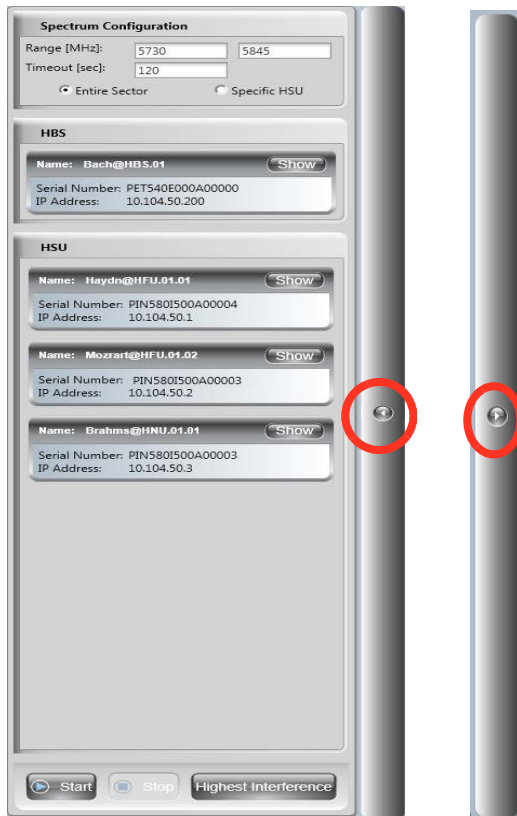 Spectrum Configuration
Range [MHz]: 5730 5845
Timeout [sec]: 120
Entire Sector Specific HSU
HBS
Name: Bach@HBS.01 Show
Serial Number: PET540E000A00000
IP Address: 10.104.50.200
HSU
Name: Haydn@HFU.01.01 Show
Serial Number: PIN580I500A00004
IP Address: 10.104.50.1
Name: Mozrart@HFU.01.02 Show
Serial Number: PIN580I500A00003
IP Address: 10.104.50.2
Name: Brahms@HNU.01.01 Show
Serial Number: PIN580I500A00003
IP Address: 10.104.50.3
Start Stop Highest Interference